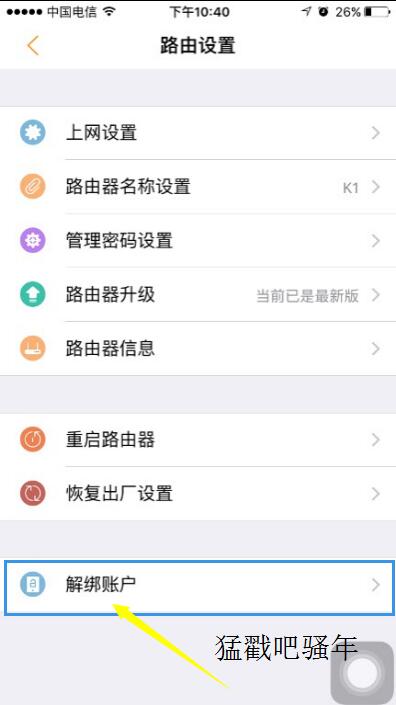 中国电信 下午10:40 26%
路由设置
上网设置
路由器名称设置 K1
管理密码设置
路由器升级 当前已是最新版
路由器信息
重启路由器
恢复出厂设置
解绑账户
猛戳吧骚年